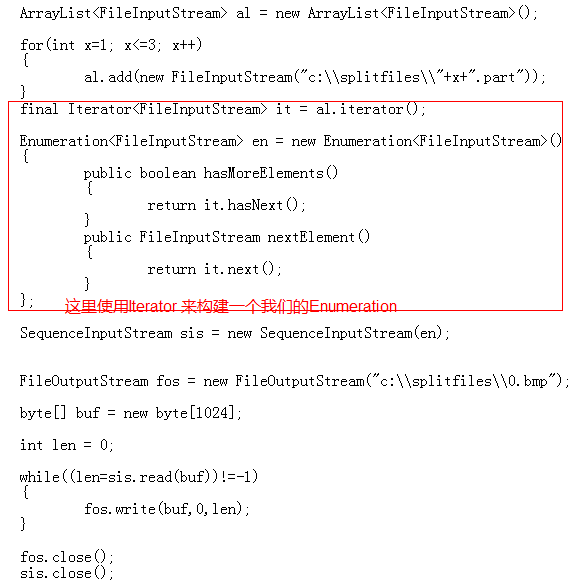 ArrayList<FileInputStream> al = new ArrayList<FileInputStream>();
for(int x=1; x<=3; x++)
{
al.add(new FileInputStream("c:\\splitfiles\\"+x+".part"));
}
final Iterator<FileInputStream> it = al.iterator();
Enumeration<FileInputStream> en = new Enumeration<FileInputStream>()
{
public boolean hasMoreElements()
{
return it.hasNext();
}
public FileInputStream nextElement()
{
return it.next();
}
};
这里使用Iterator 来构建一个我们的Enumeration
SequenceInputStream sis = new SequenceInputStream(en);
FileOutputStream fos = new FileOutputStream("c:\\splitfiles\\0.bmp");
byte[] buf = new byte[1024];
int len = 0;
while((len=sis.read(buf))!=-1)
{
fos.write(buf,0,len);
}
fos.close();
sis.close();